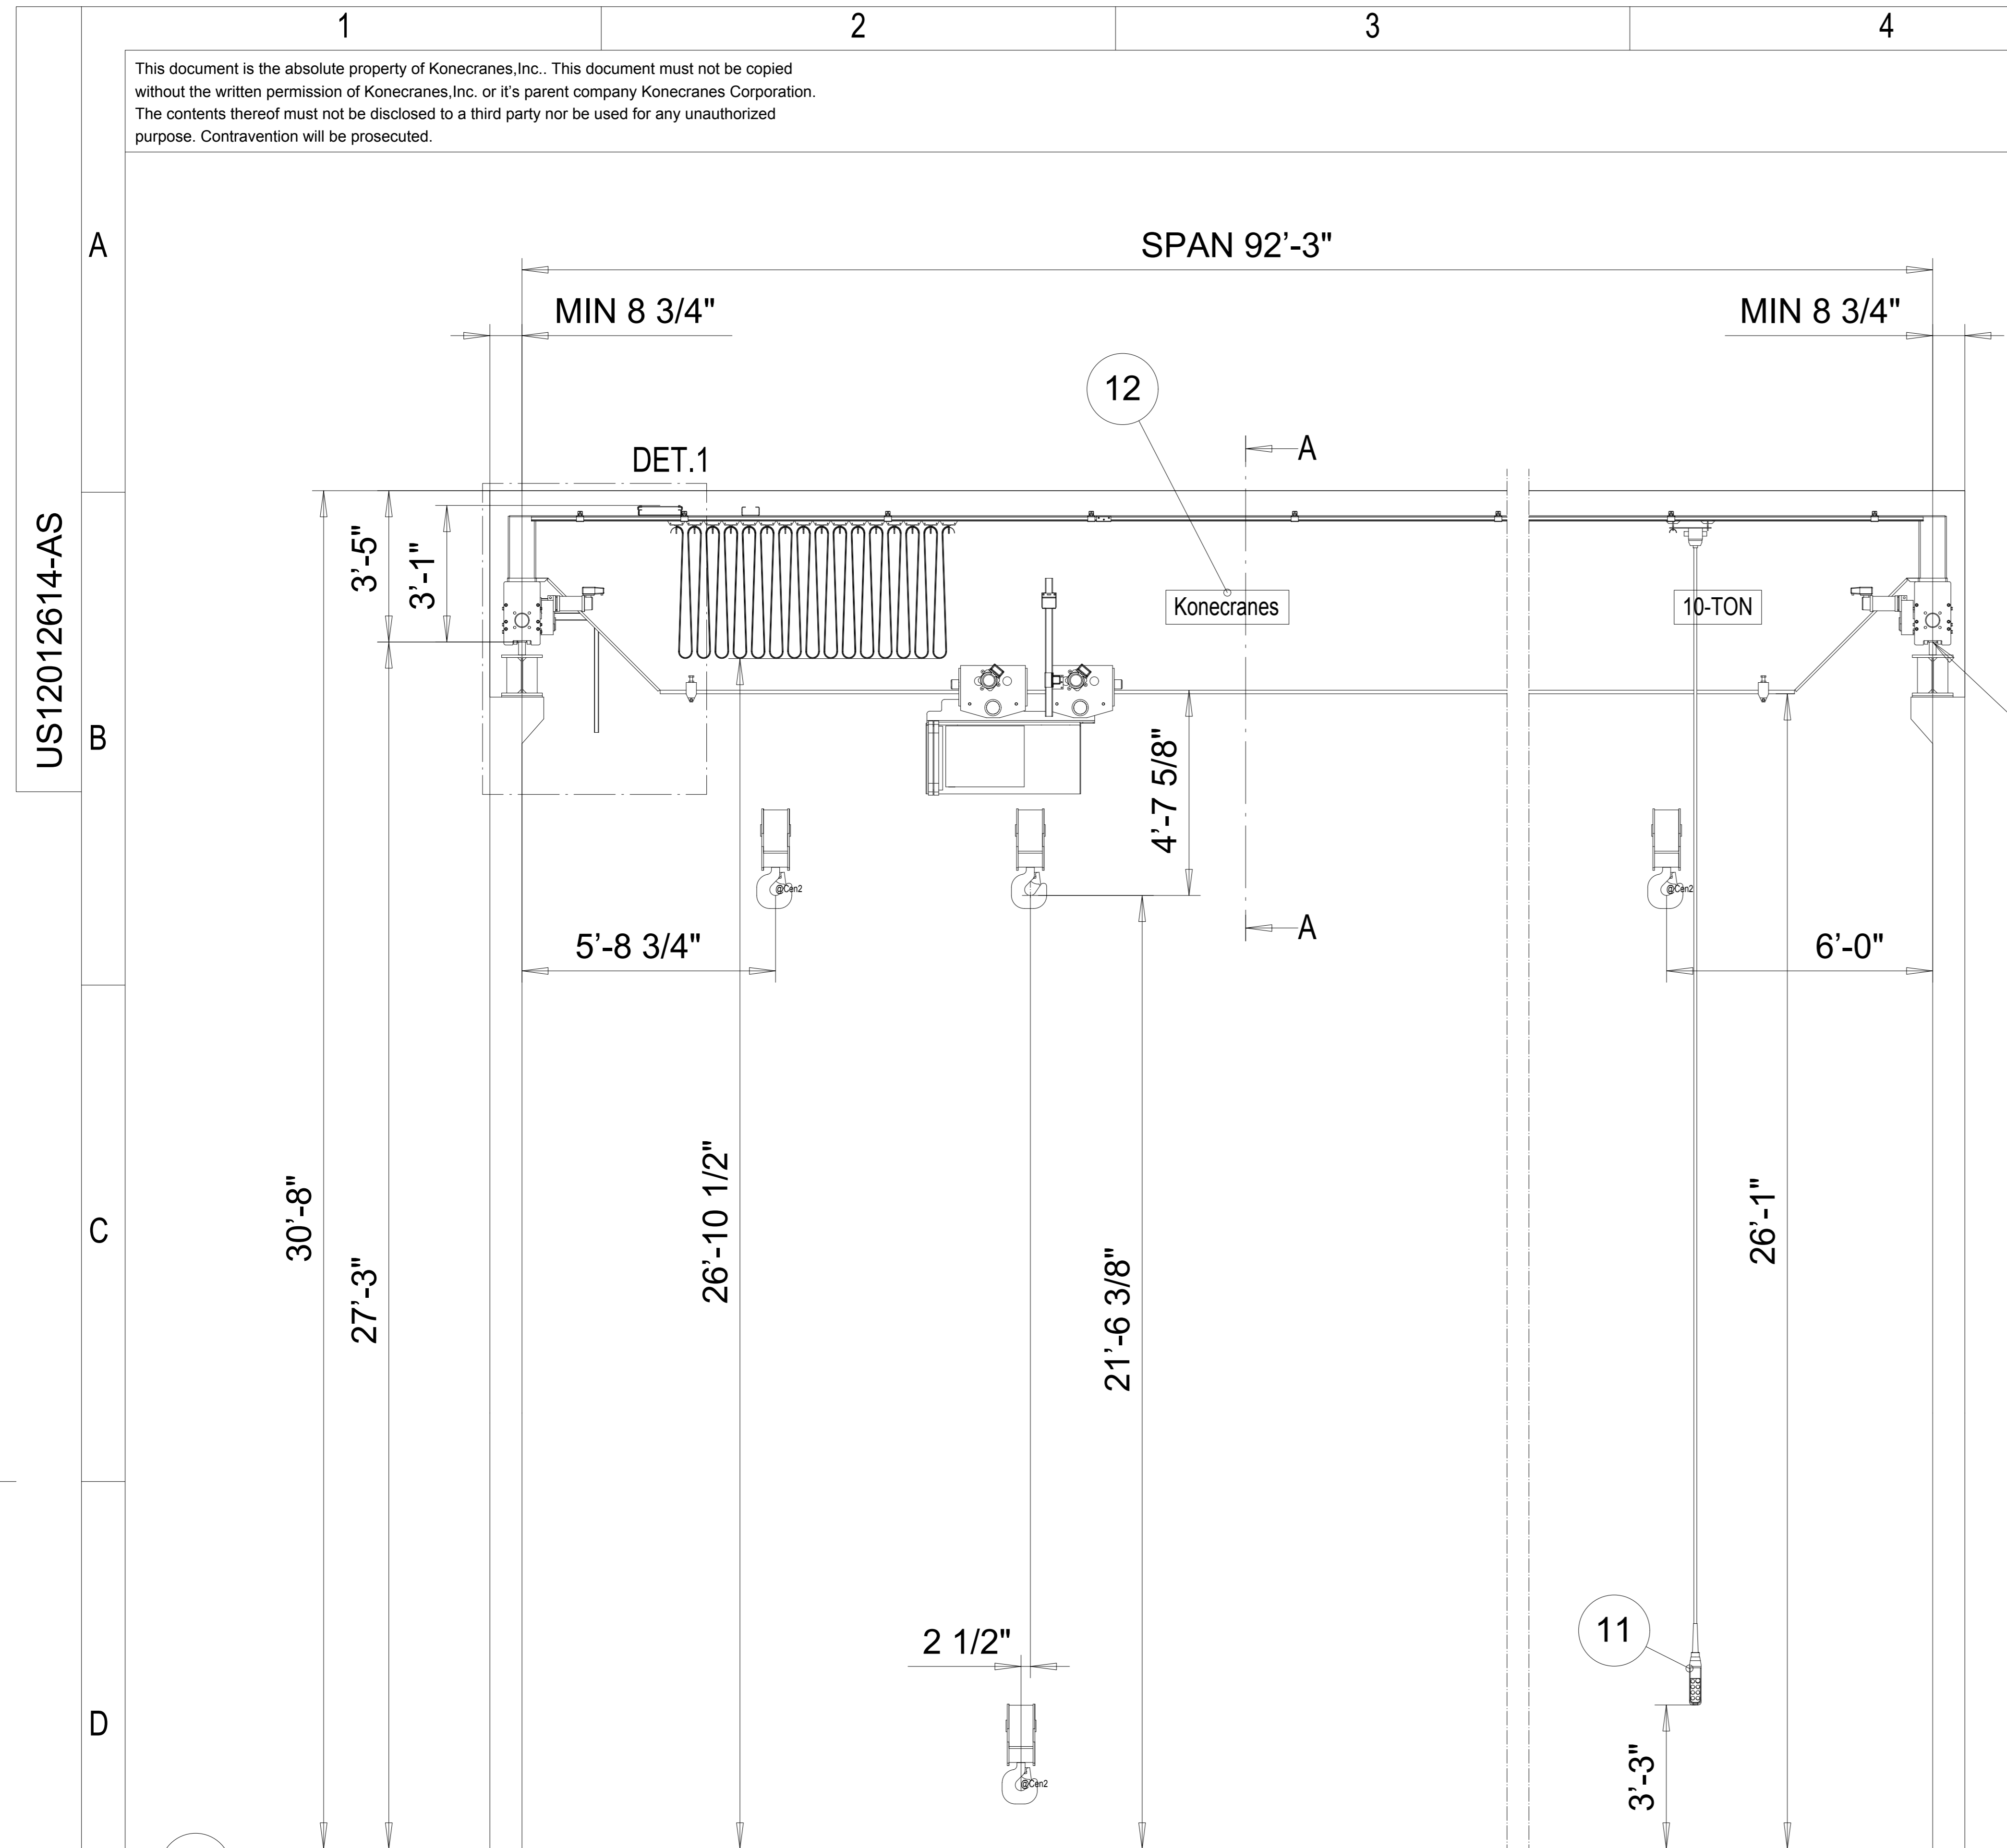 1
2
3
4
This document is the absolute property of Konecranes,Inc.. This document must not be copied
without the written permission of Konecranes,Inc. or it's parent company Konecranes Corporation.
The contents thereof must not be disclosed to a third party nor be used for any unauthorized
purpose. Contravention will be prosecuted.
US12012614-AS
A
B
C
D
SPAN 92'-3"
MIN 8 3/4"
MIN 8 3/4"
12
DET.1
A
3'-5"
3'-1"
Konecranes
10-TON
4'-7 5/8"
@Cen2
@Cen2
A
5'-8 3/4"
6'-0"
30'-8"
27'-3"
26'-10 1/2"
21'-6 3/8"
26'-1"
2 1/2"
11
@Cen2
3'-3"